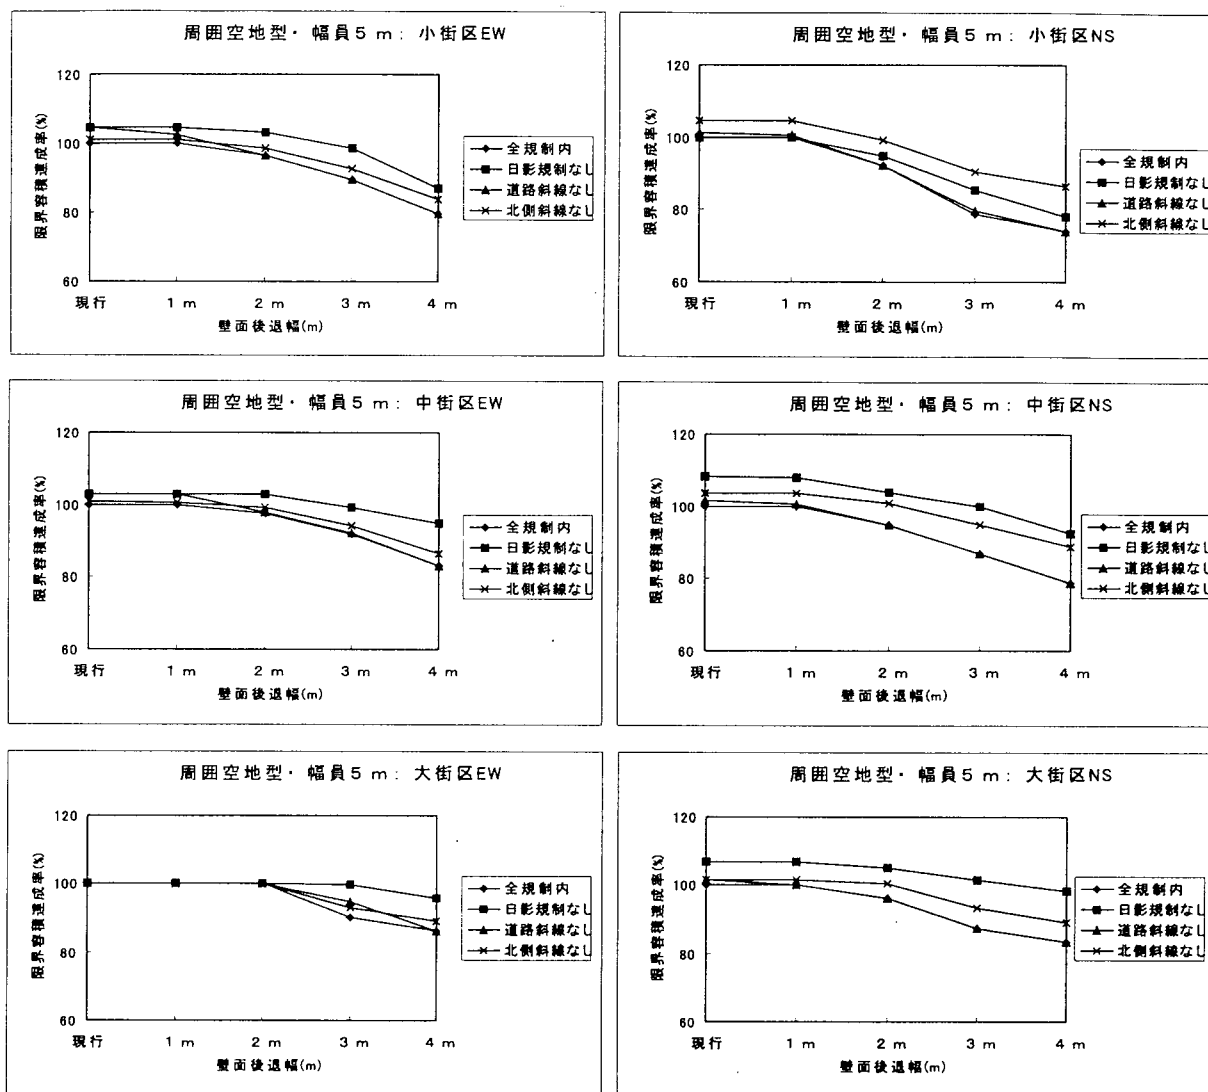 周囲空地型・幅員5m:小街区EW
限界容積達成率(%)
120
100
80
60
現行 1m 2m 3m 4m
壁面後退幅(m)
全規制内
日影規制なし
道路斜線なし
北側斜線なし
周囲空地型・幅員5m:小街区NS
限界容積達成率(%)
120
100
80
60
現行 1m 2m 3m 4m
壁面後退幅(m)
全規制内
日影規制なし
道路斜線なし
北側斜線なし
周囲空地型・幅員5m:中街区EW
限界容積達成率(%)
120
100
80
60
現行 1m 2m 3m 4m
壁面後退幅(m)
全規制内
日影規制なし
道路斜線なし
北側斜線なし
周囲空地型・幅員5m:中街区NS
限界容積達成率(%)
120
100
80
60
現行 1m 2m 3m 4m
壁面後退幅(m)
全規制内
日影規制なし
道路斜線なし
北側斜線なし
周囲空地型・幅員5m:大街区EW
限界容積達成率(%)
120
100
80
60
現行 1m 2m 3m 4m
壁面後退幅(m)
全規制内
日影規制なし
道路斜線なし
北側斜線なし
周囲空地型・幅員5m:大街区NS
限界容積達成率(%)
120
100
80
60
現行 1m 2m 3m 4m
壁面後退幅(m)
全規制内
日影規制なし
道路斜線なし
北側斜線なし